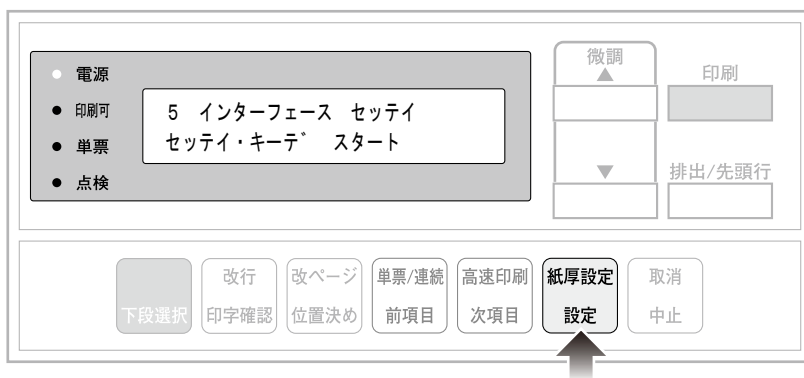 電源
印刷可
単票
点検
5 インターフェース セッテイ
セッテイ・キーデ゛ スタート
微調
印刷
排出/先頭行
下段選択
改行
印字確認
改ページ
位置決め
単票/連続
前項目
高速印刷
次項目
紙厚設定
設定
取消
中止